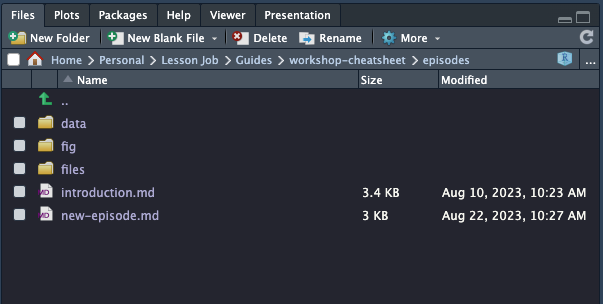 Files Plots Packages Help Viewer Presentation
New Folder New Blank File Delete Rename More
Home Personal Lesson Job Guides workshop-cheatsheet episodes R ...
Name Size Modified
..
data
fig
files
MD introduction.md 3.4 KB Aug 10, 2023, 10:23 AM
MD new-episode.md 3 KB Aug 22, 2023, 10:27 AM